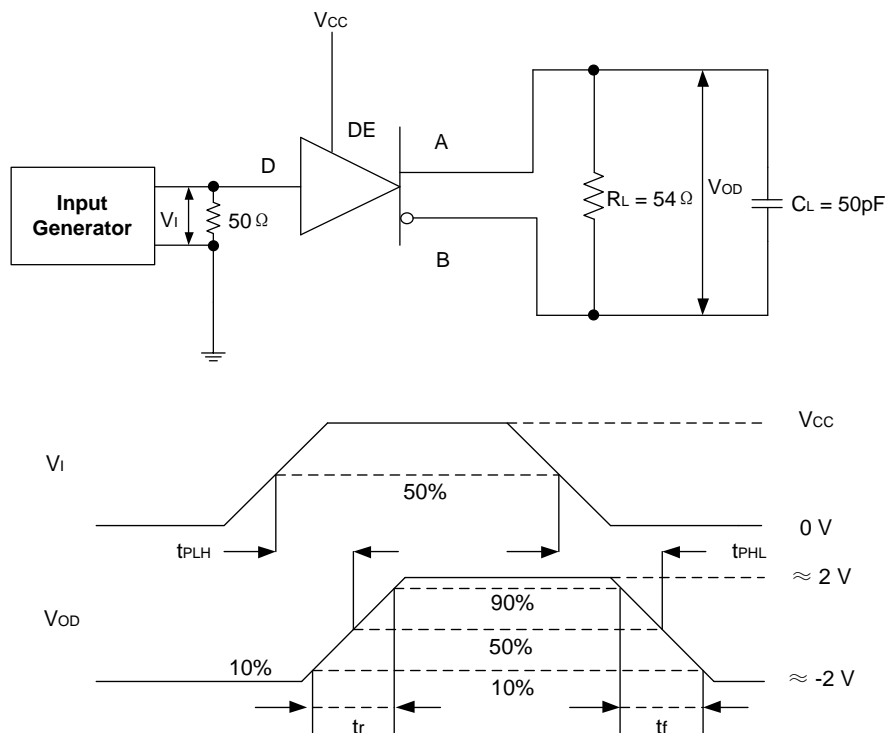 VCC
DE
D
A
Input
Generator
VI
50 Ω
B
RL = 54 Ω
VOD
CL = 50pF
VCC
VI
50%
0 V
tPLH
tPHL
≈ 2 V
90%
VOD
50%
10%
10%
≈ -2 V
tr
tf